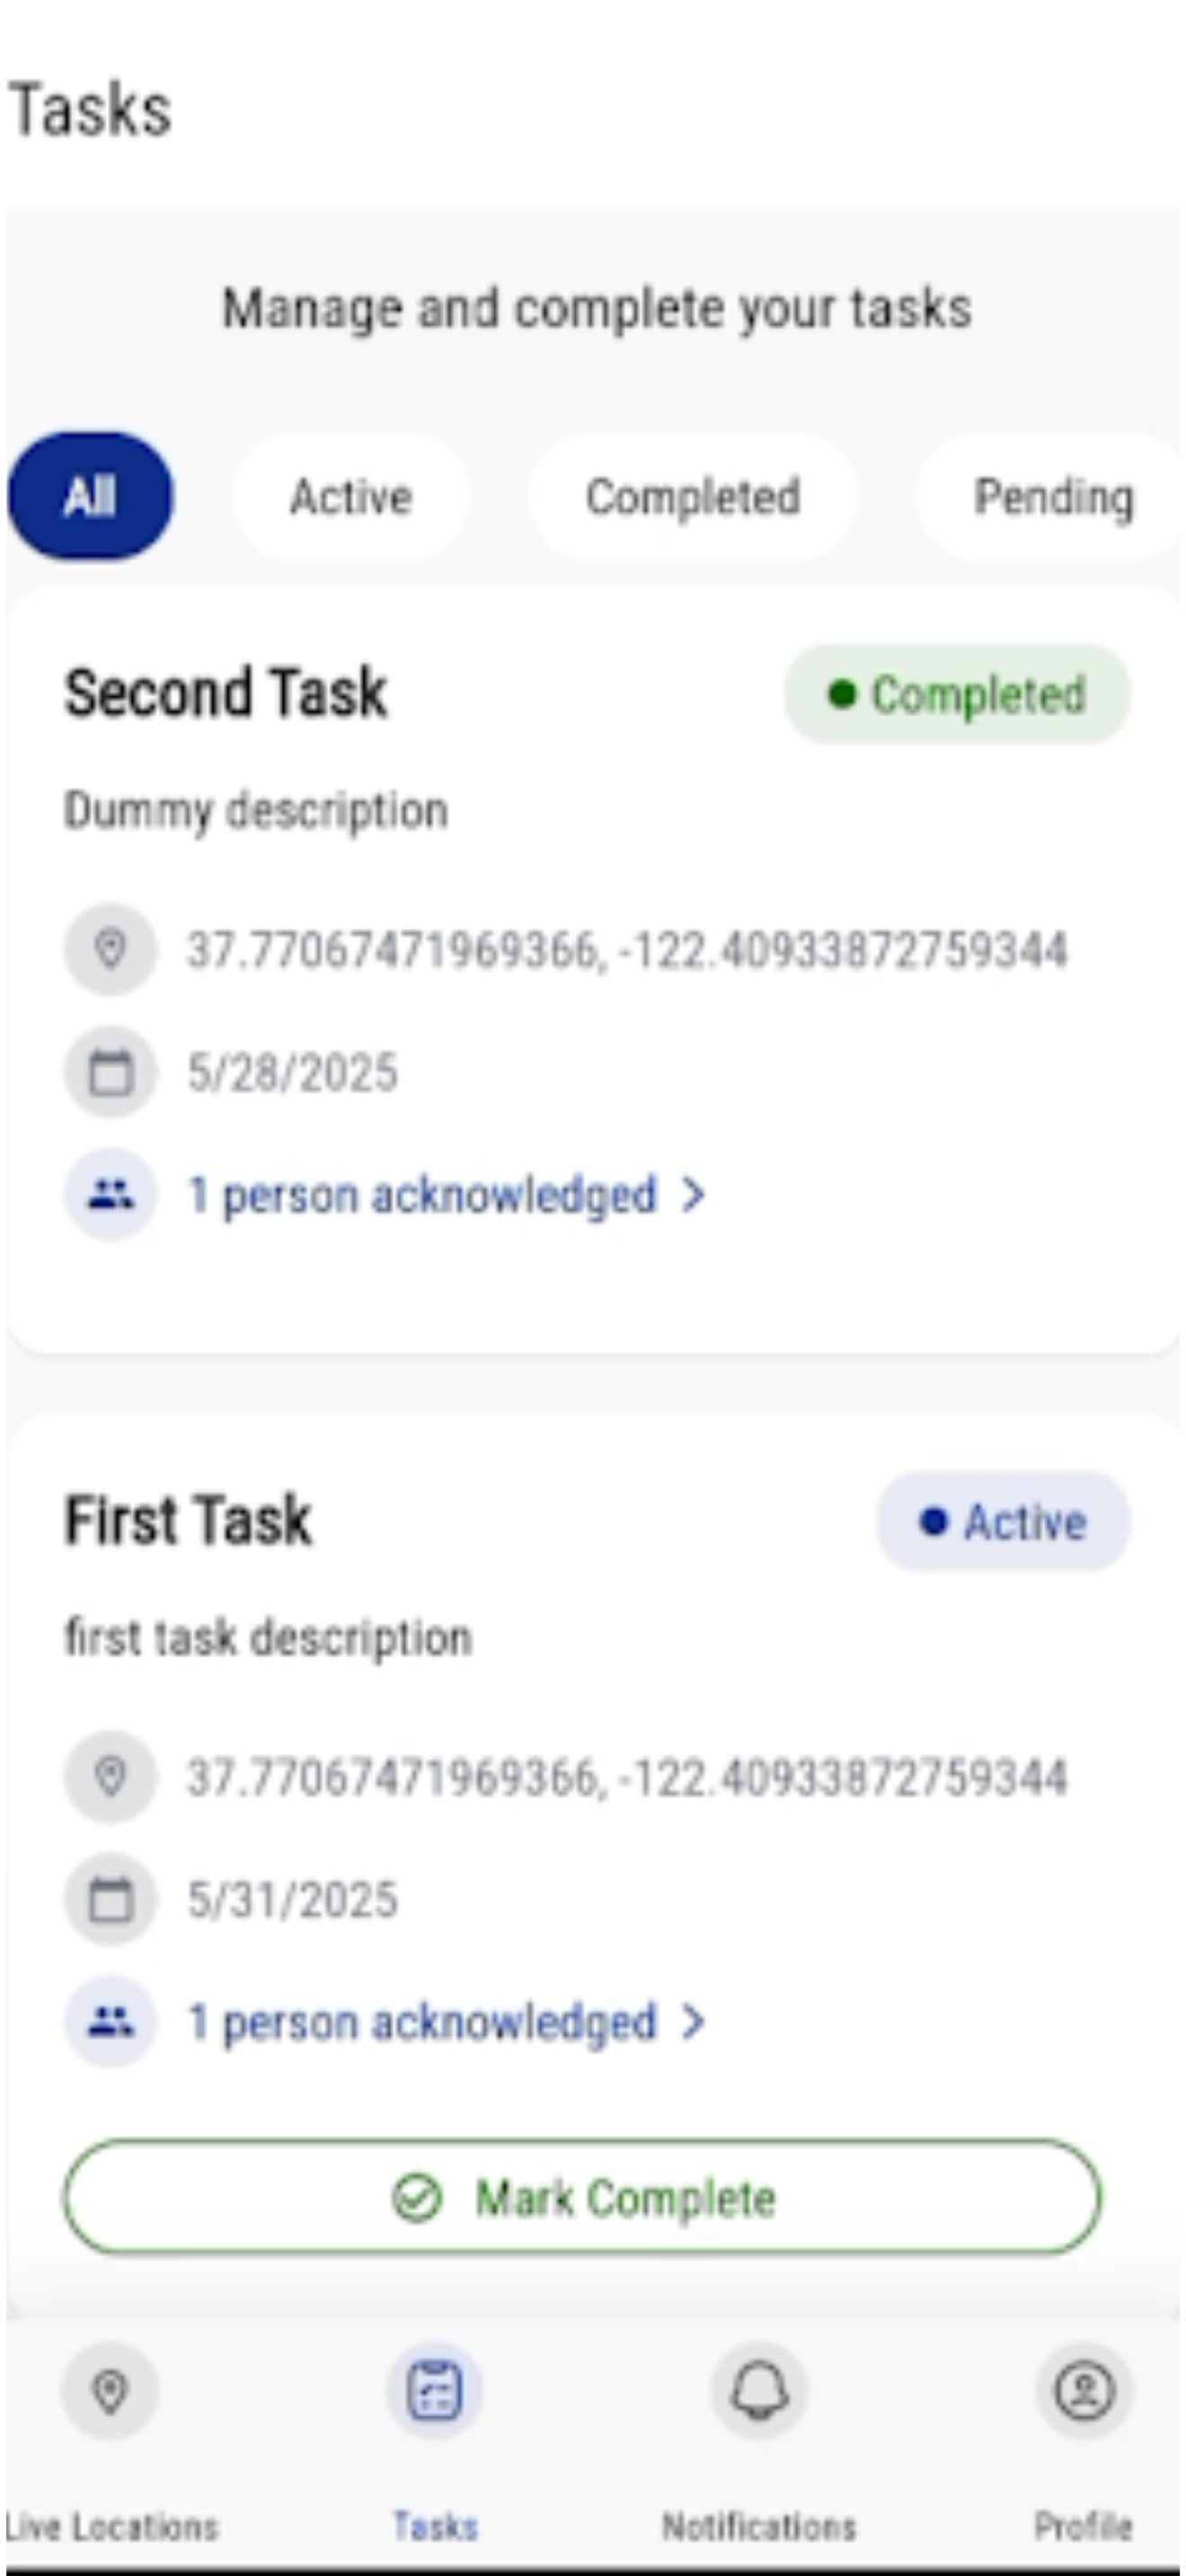 Tasks
Manage and complete your tasks
All Active Completed Pending
Second Task Completed
Dummy description
37.77067471969366, -122.40933872759344
5/28/2025
1 person acknowledged >
First Task Active
first task description
37.77067471969366, -122.40933872759344
5/31/2025
1 person acknowledged >
Mark Complete
Live Locations Tasks Notifications Profile